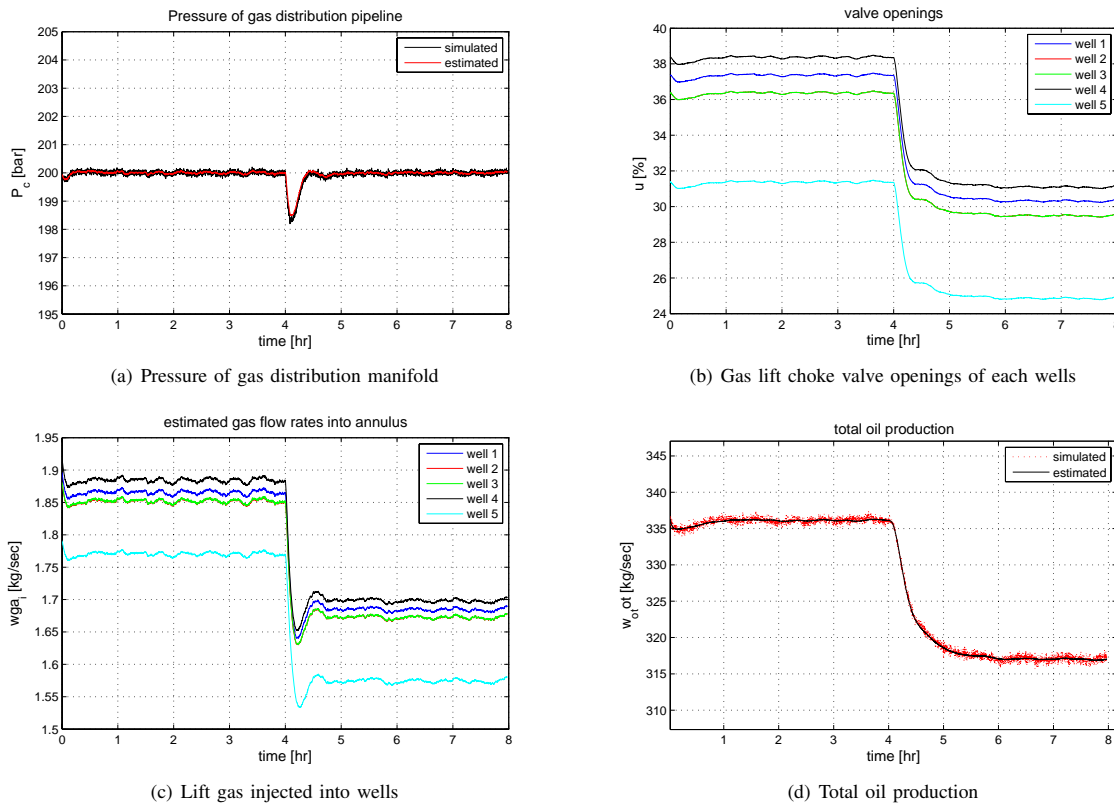 Pressure of gas distribution pipeline
205
204
203
202
201
200
199
198
197
196
195
P_c [bar]
simulated
estimated
0 1 2 3 4 5 6 7 8
time [hr]
(a) Pressure of gas distribution manifold
valve openings
40
38
36
34
32
30
28
26
24
u [%]
well 1
well 2
well 3
well 4
well 5
0 1 2 3 4 5 6 7 8
time [hr]
(b) Gas lift choke valve openings of each wells
estimated gas flow rates into annulus
1.95
1.9
1.85
1.8
1.75
1.7
1.65
1.6
1.55
1.5
wga_i [kg/sec]
well 1
well 2
well 3
well 4
well 5
0 1 2 3 4 5 6 7 8
time [hr]
(c) Lift gas injected into wells
total oil production
345
340
335
330
325
320
315
310
w_ot [kg/sec]
simulated
estimated
1 2 3 4 5 6 7 8
time [hr]
(d) Total oil production